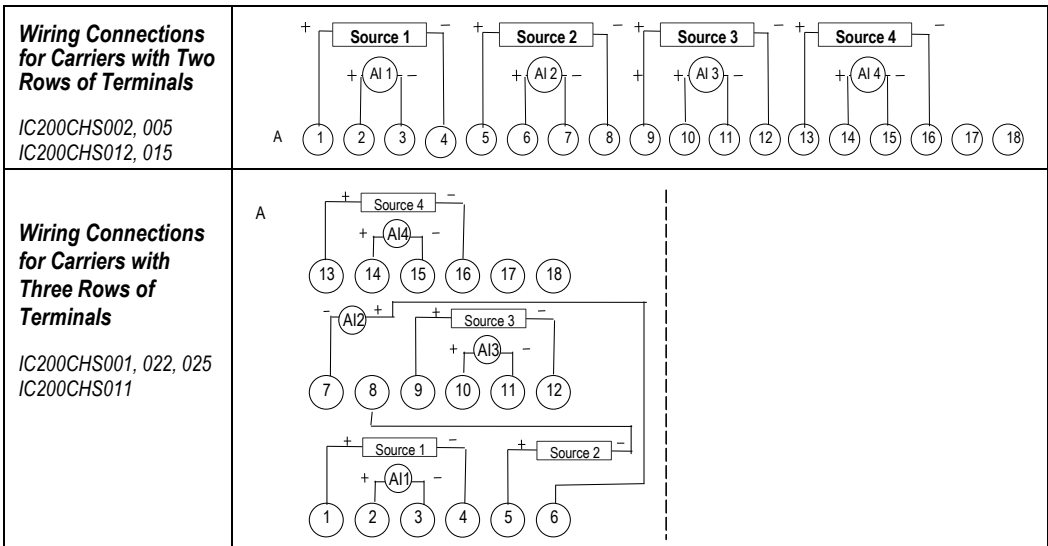 Wiring Connections
for Carriers with Two
Rows of Terminals
IC200CHS002, 005
IC200CHS012, 015
+ Source 1 − + Source 2 − + Source 3 − + Source 4 −
+ AI 1 − + AI 2 − + + AI 3 − + AI 4 −
A 1 2 3 4 5 6 7 8 9 10 11 12 13 14 15 16 17 18
Wiring Connections
for Carriers with
Three Rows of
Terminals
IC200CHS001, 022, 025
IC200CHS011
A
+ Source 4 −
+ AI4 −
13 14 15 16 17 18
- AI2 + + Source 3 −
+ AI3 −
7 8 9 10 11 12
+ Source 1 − + Source 2 −
+ AI1 −
1 2 3 4 5 6